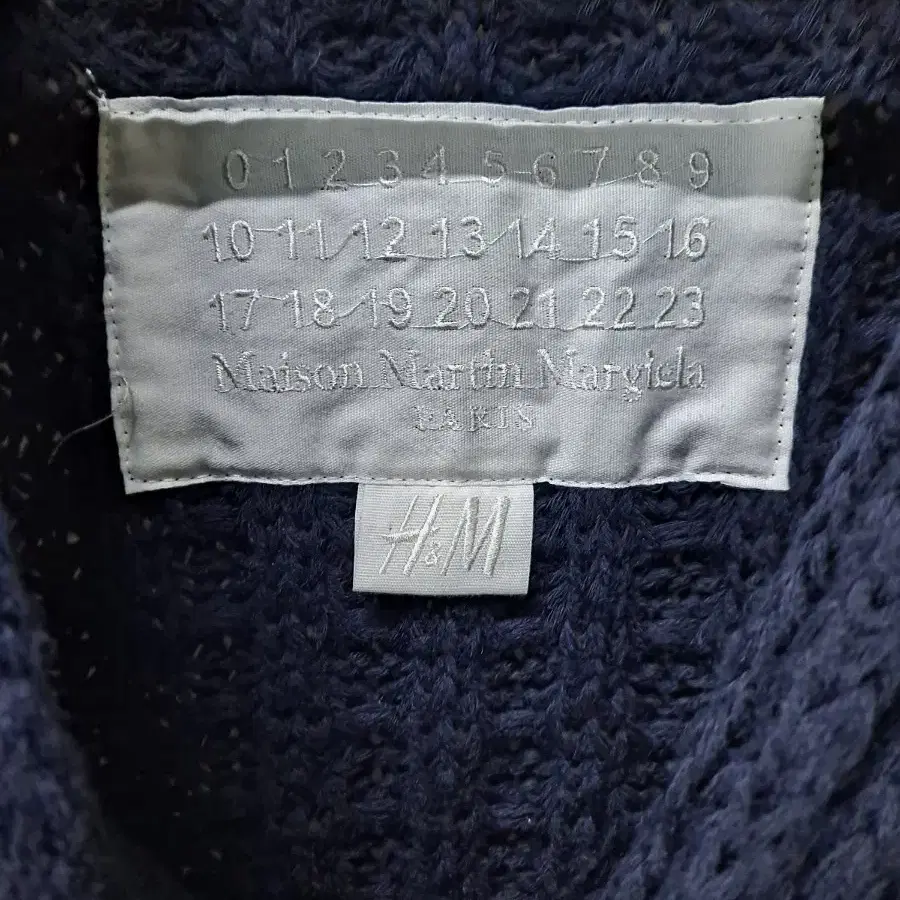 0 1 2 3 4 5 6 7 8 9
10 11 12 13 14 15 16
17 18 19 20 21 22 23
Maison Martin Margiela
PARIS
H&M